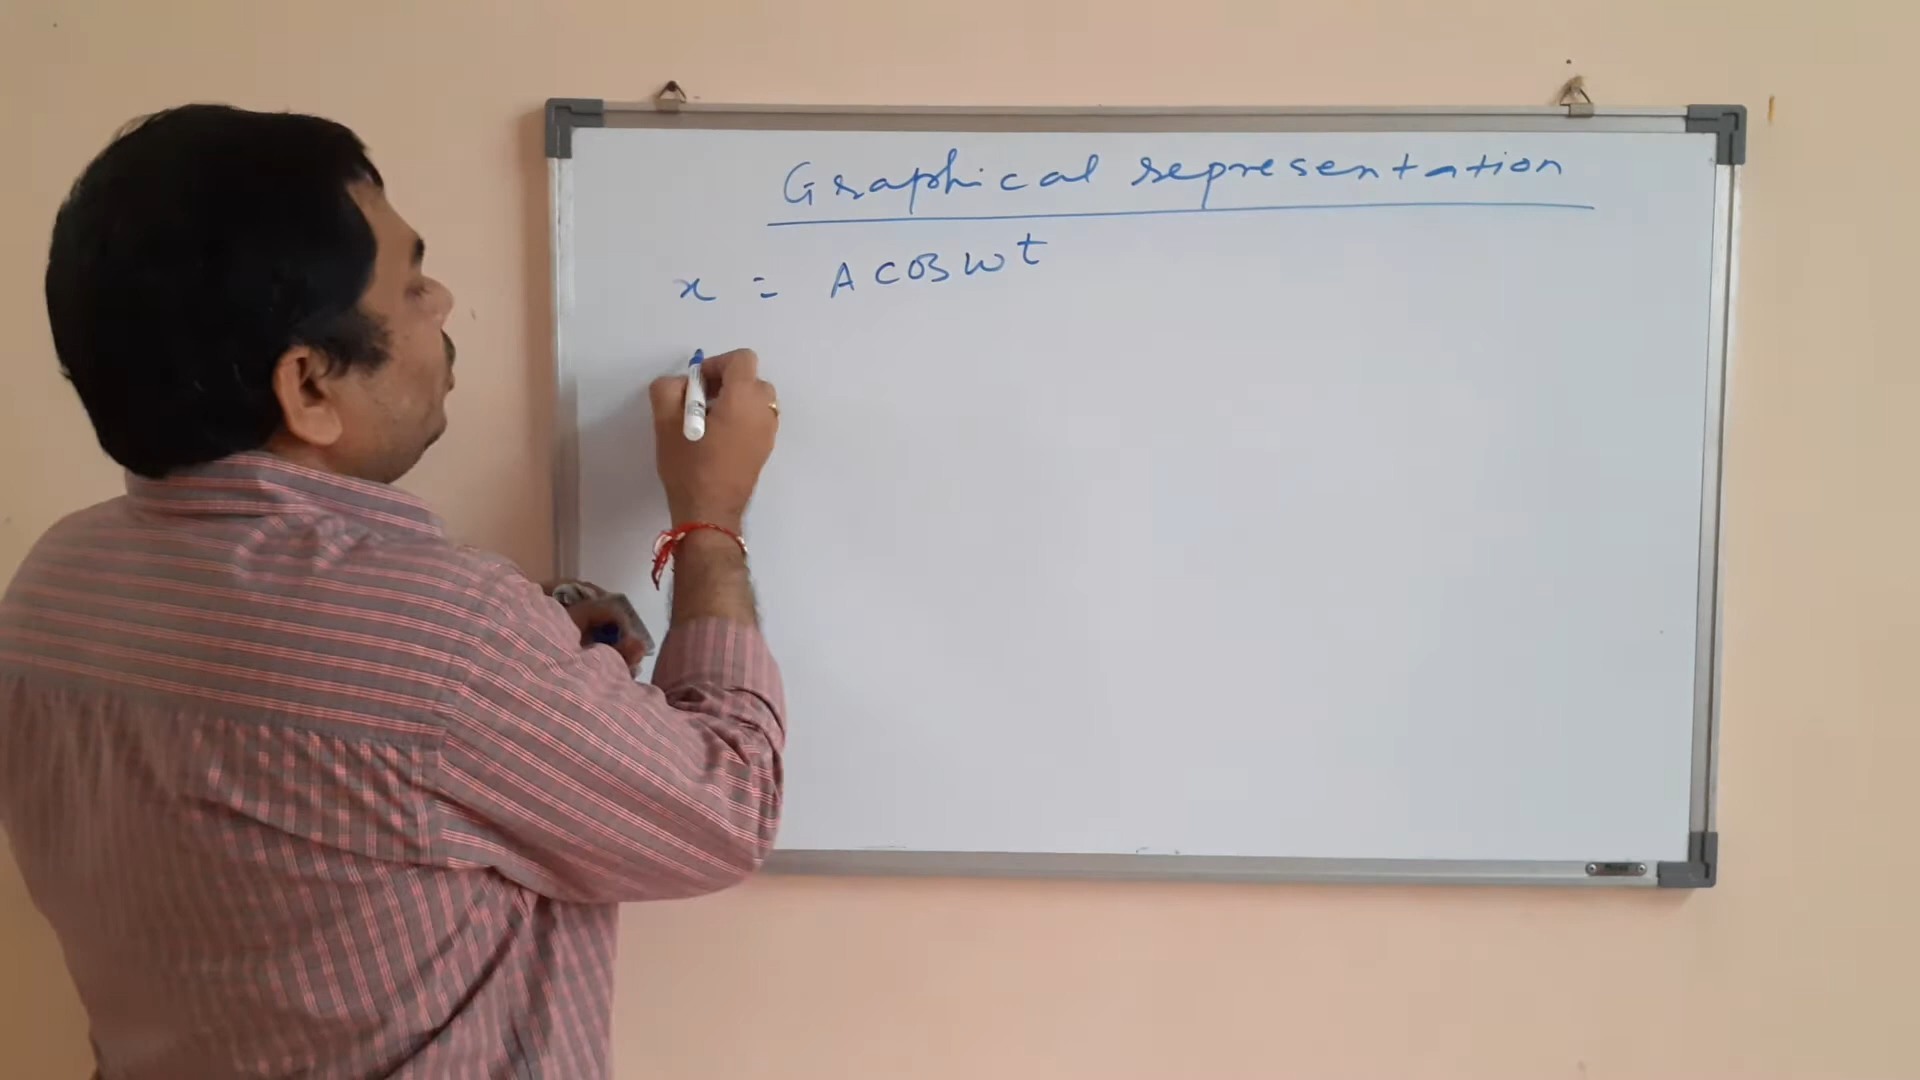 Graphical representation
x = A cos ωt